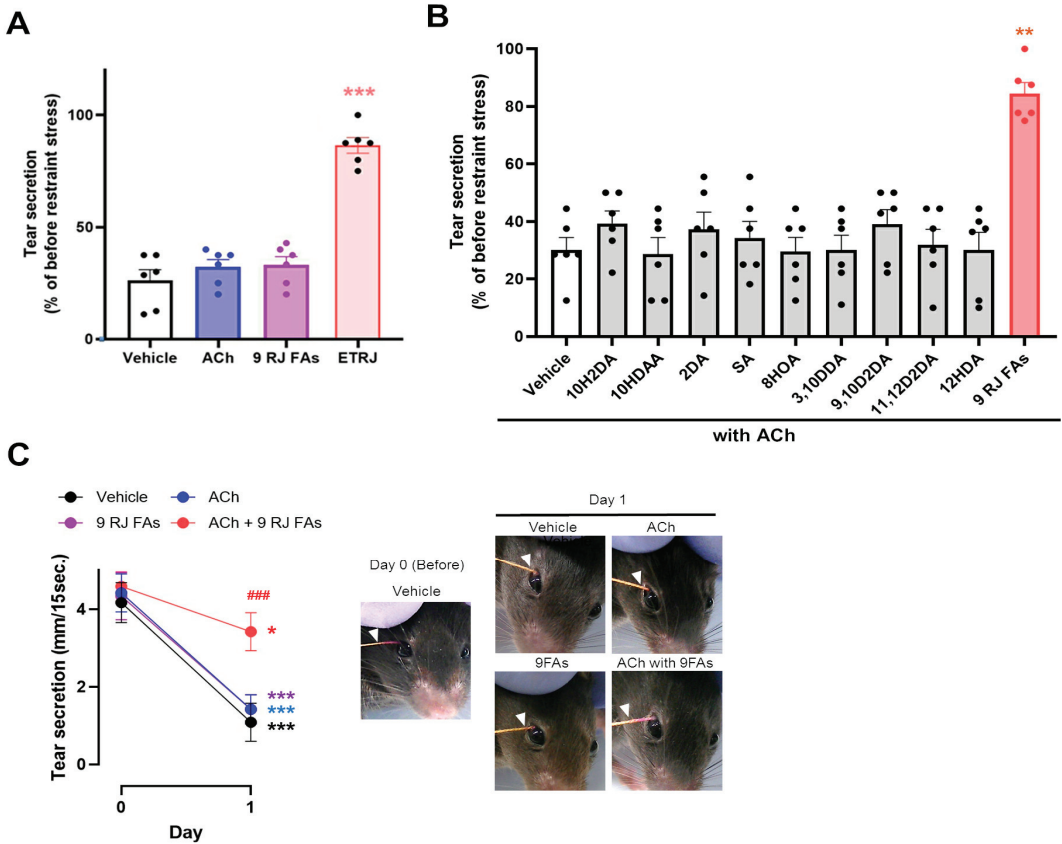 A
Tear secretion
(% of before restraint stress)
100
50
0
***
Vehicle
ACh
9 RJ FAs
ETRJ
B
Tear secretion
(% of before restraint stress)
100
80
60
40
20
0
**
Vehicle
10H2DA
10HDAA
2DA
SA
8HOA
3,10DDA
9,10D2DA
11,12D2DA
12HDA
9 RJ FAs
with ACh
C
Vehicle
ACh
9 RJ FAs
ACh + 9 RJ FAs
Tear secretion (mm/15sec.)
4
2
0
###
*
***
***
***
0
1
Day
Day 0 (Before)
Vehicle
Day 1
Vehicle
ACh
9FAs
ACh with 9FAs